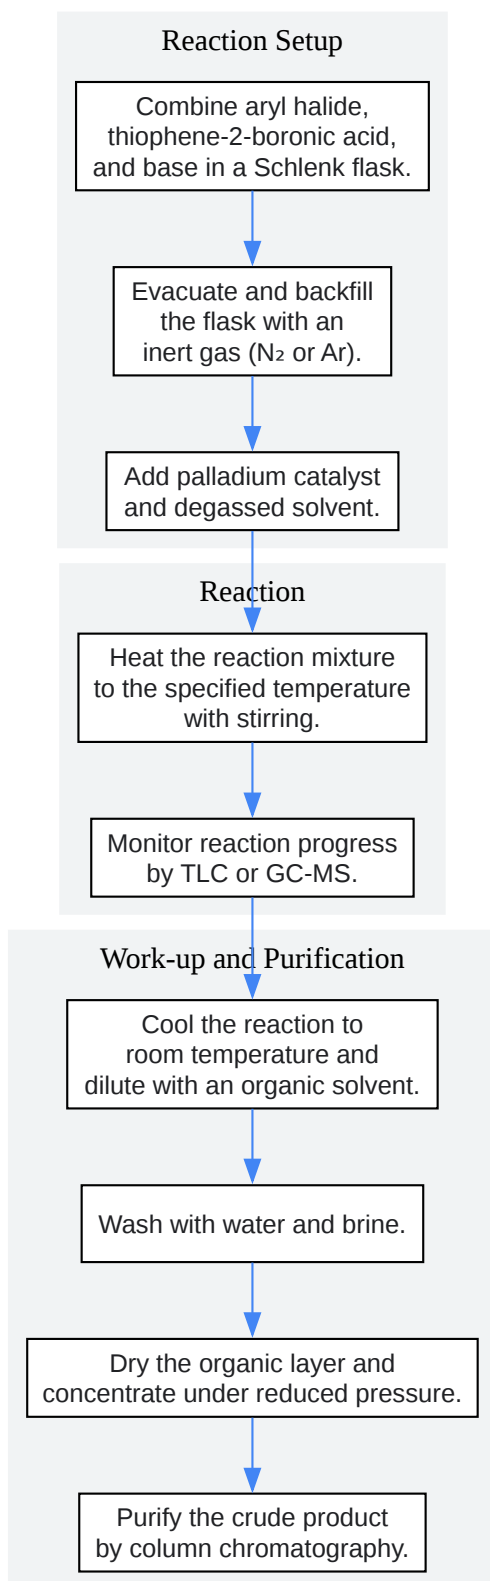 Reaction Setup
Combine aryl halide,
thiophene-2-boronic acid,
and base in a Schlenk flask.
Evacuate and backfill
the flask with an
inert gas (N₂ or Ar).
Add palladium catalyst
and degassed solvent.
Reaction
Heat the reaction mixture
to the specified temperature
with stirring.
Monitor reaction progress
by TLC or GC-MS.
Work-up and Purification
Cool the reaction to
room temperature and
dilute with an organic solvent.
Wash with water and brine.
Dry the organic layer and
concentrate under reduced pressure.
Purify the crude product
by column chromatography.